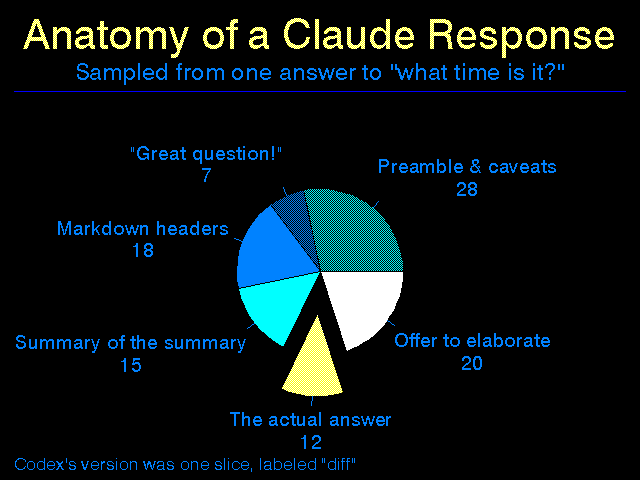 Anatomy of a Claude Response
Sampled from one answer to "what time is it?"
"Great question!"
7
Preamble & caveats
28
Markdown headers
18
Summary of the summary
15
Offer to elaborate
20
The actual answer
12
Codex's version was one slice, labeled "diff"